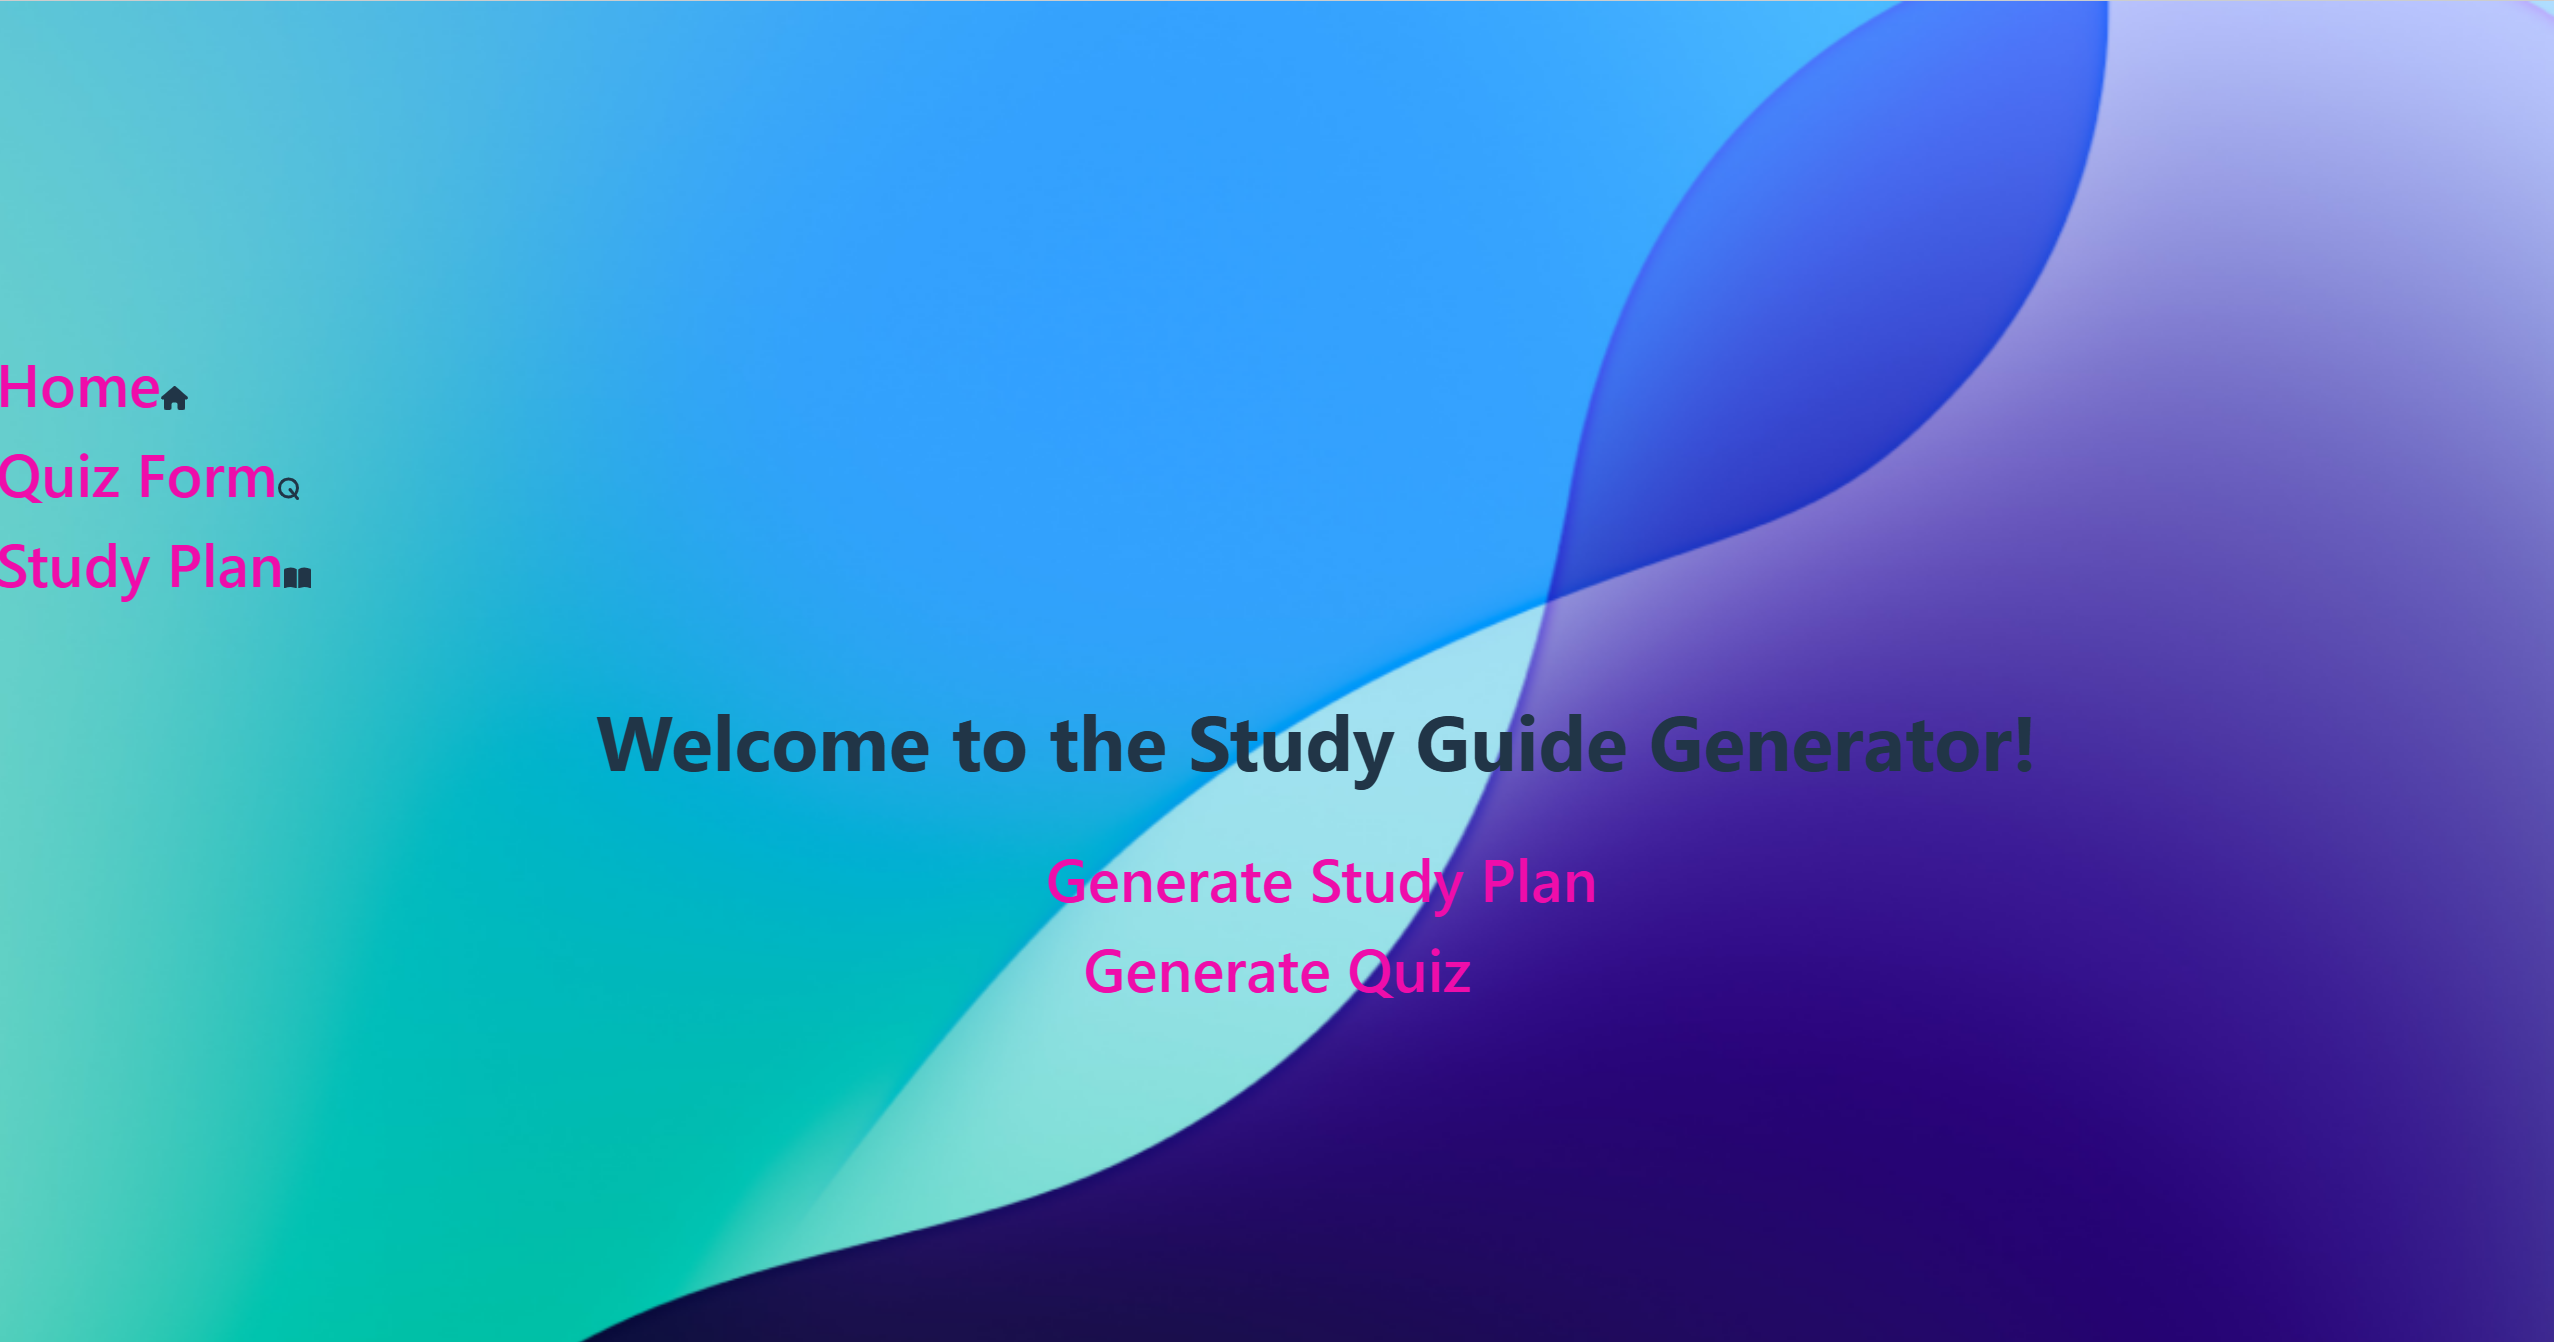 Home
Quiz Form
Study Plan
Welcome to the Study Guide Generator!
Generate Study Plan
Generate Quiz